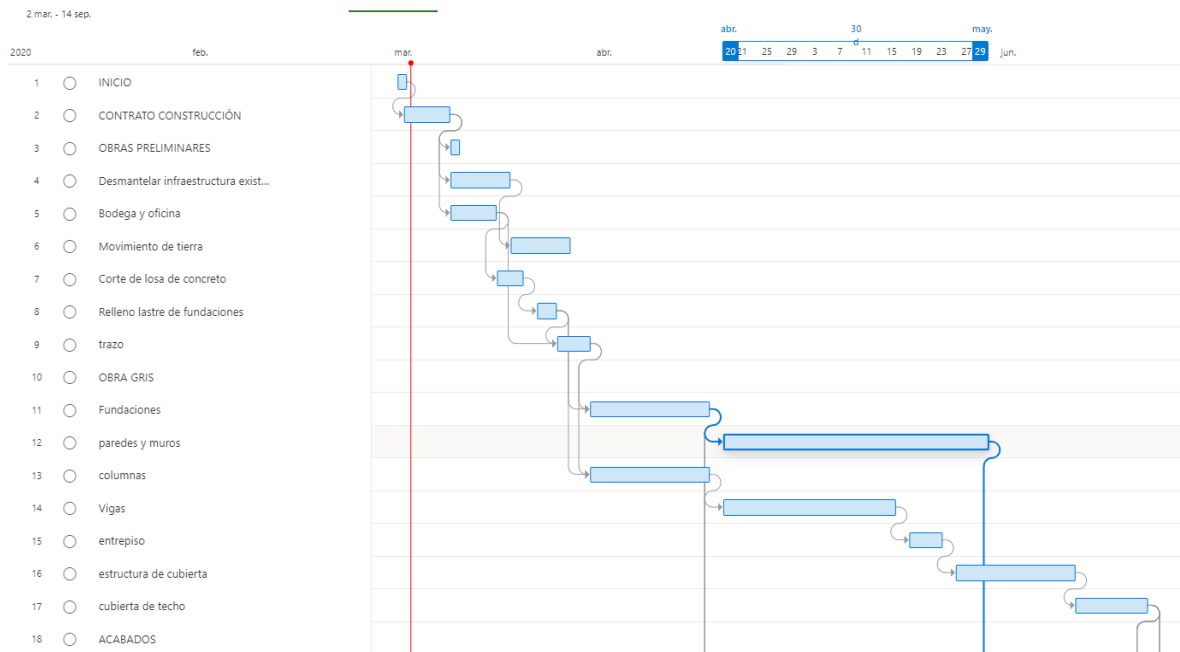 2 mar. - 14 sep.
abr. 30 d may.
2020 feb. mar. abr. 20 21 25 29 3 7 11 15 19 23 27 29 jun.
1 INICIO
2 CONTRATO CONSTRUCCIÓN
3 OBRAS PRELIMINARES
4 Desmantelar infraestructura exist...
5 Bodega y oficina
6 Movimiento de tierra
7 Corte de losa de concreto
8 Relleno lastre de fundaciones
9 trazo
10 OBRA GRIS
11 Fundaciones
12 paredes y muros
13 columnas
14 Vigas
15 entrepiso
16 estructura de cubierta
17 cubierta de techo
18 ACABADOS